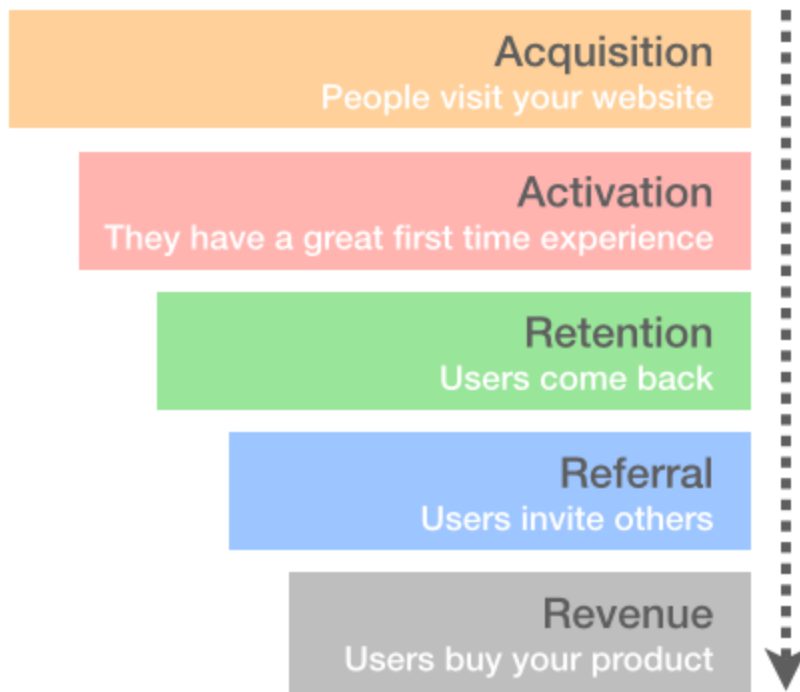 Acquisition
People visit your website
Activation
They have a great first time experience
Retention
Users come back
Referral
Users invite others
Revenue
Users buy your product